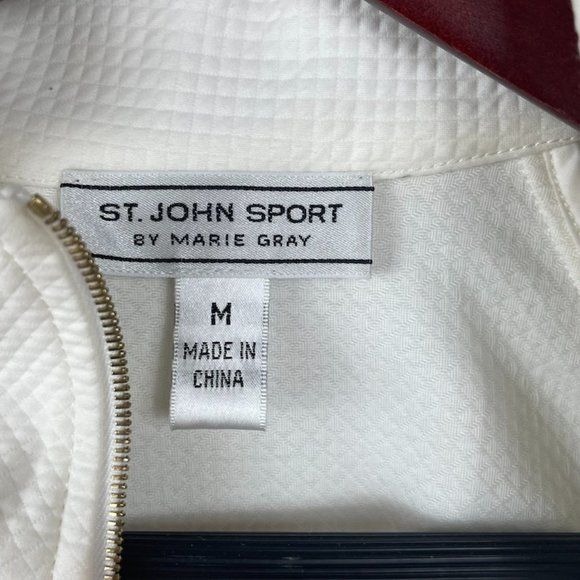 ST. JOHN SPORT
BY MARIE GRAY
M
MADE IN
CHINA